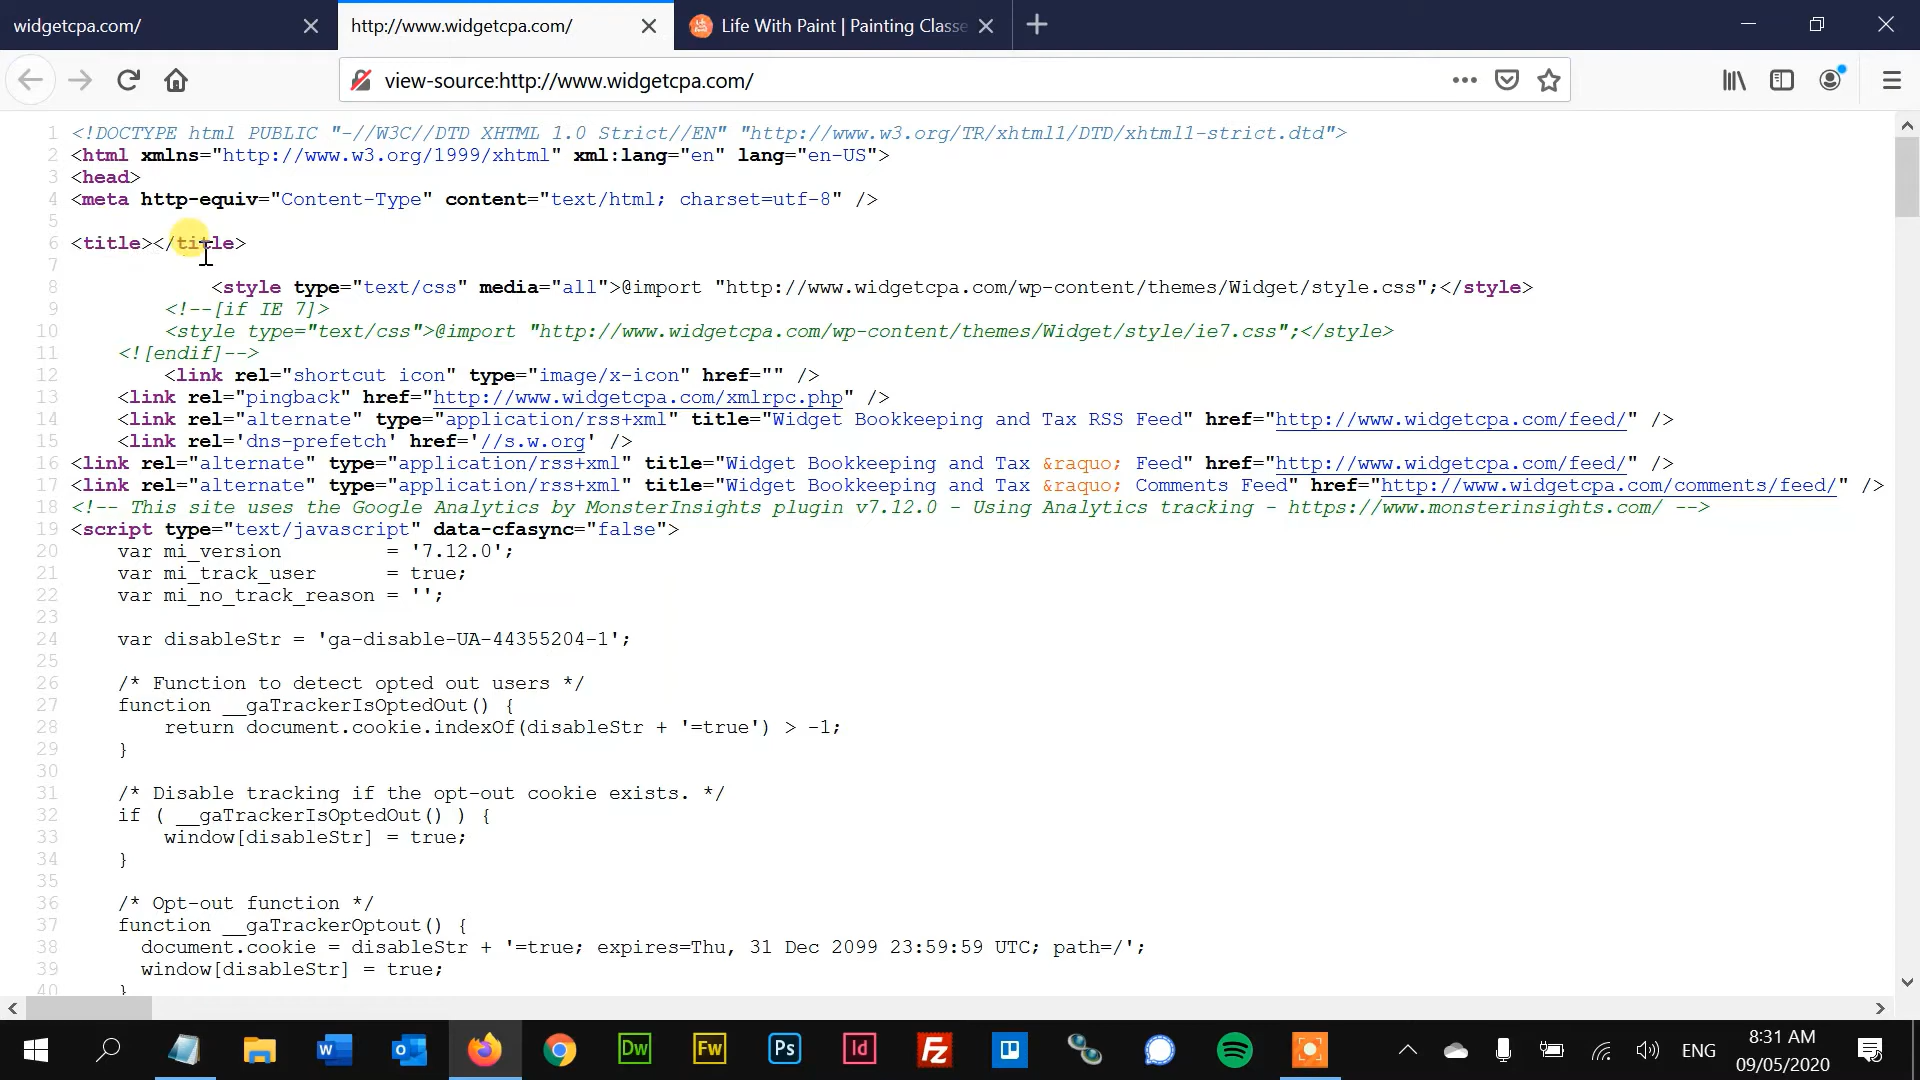 widgetcpa.com/
http://www.widgetcpa.com/
Life With Paint | Painting Classe
view-source:http://www.widgetcpa.com/
1 <!DOCTYPE html PUBLIC "-//W3C//DTD XHTML 1.0 Strict//EN" "http://www.w3.org/TR/xhtml1/DTD/xhtml1-strict.dtd">
2 <html xmlns="http://www.w3.org/1999/xhtml" xml:lang="en" lang="en-US">
3 <head>
4 <meta http-equiv="Content-Type" content="text/html; charset=utf-8" />
5
6 <title></title>
7
8 <style type="text/css" media="all">@import "http://www.widgetcpa.com/wp-content/themes/Widget/style.css";</style>
9 <!--[if IE 7]>
10 <style type="text/css">@import "http://www.widgetcpa.com/wp-content/themes/Widget/style/ie7.css";</style>
11 <![endif]-->
12 <link rel="shortcut icon" type="image/x-icon" href="" />
13 <link rel="pingback" href="http://www.widgetcpa.com/xmlrpc.php" />
14 <link rel="alternate" type="application/rss+xml" title="Widget Bookkeeping and Tax RSS Feed" href="http://www.widgetcpa.com/feed/" />
15 <link rel='dns-prefetch' href='//s.w.org' />
16 <link rel="alternate" type="application/rss+xml" title="Widget Bookkeeping and Tax &raquo; Feed" href="http://www.widgetcpa.com/feed/" />
17 <link rel="alternate" type="application/rss+xml" title="Widget Bookkeeping and Tax &raquo; Comments Feed" href="http://www.widgetcpa.com/comments/feed/" />
18 <!-- This site uses the Google Analytics by MonsterInsights plugin v7.12.0 - Using Analytics tracking - https://www.monsterinsights.com/ -->
19 <script type="text/javascript" data-cfasync="false">
20 var mi_version = '7.12.0';
21 var mi_track_user = true;
22 var mi_no_track_reason = '';
23
24 var disableStr = 'ga-disable-UA-44355204-1';
25
26 /* Function to detect opted out users */
27 function __gaTrackerIsOptedOut() {
28 return document.cookie.indexOf(disableStr + '=true') > -1;
29 }
30
31 /* Disable tracking if the opt-out cookie exists. */
32 if ( __gaTrackerIsOptedOut() ) {
33 window[disableStr] = true;
34 }
35
36 /* Opt-out function */
37 function __gaTrackerOptout() {
38 document.cookie = disableStr + '=true; expires=Thu, 31 Dec 2099 23:59:59 UTC; path=/';
39 window[disableStr] = true;
40 }
W
O
Dw
Fw
Ps
Id
Fz
ENG
8:31 AM
09/05/2020